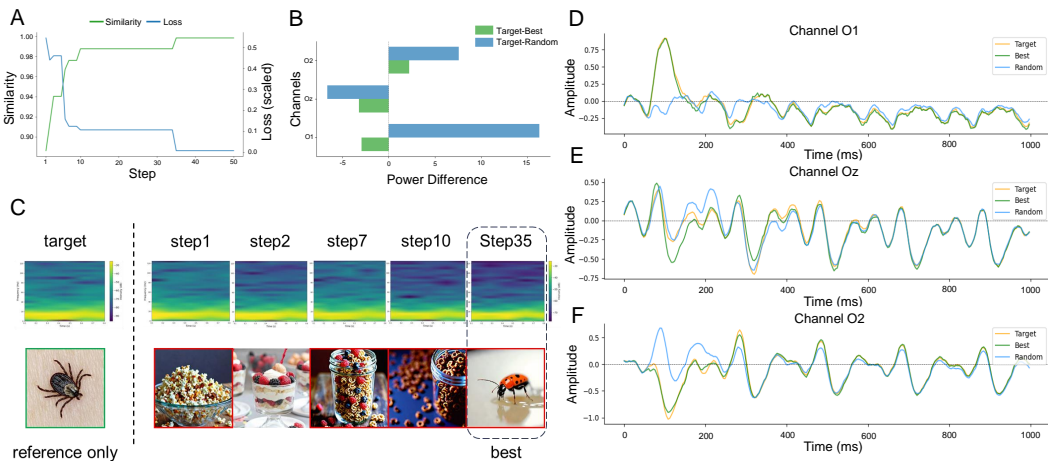 A
Similarity
Loss
1.00
0.98
0.96
0.94
0.92
0.90
Similarity
0.5
0.4
0.3
0.2
0.1
0.0
Loss (scaled)
1
10
20
30
40
50
Step
B
Target-Best
Target-Random
O2
Oz
O1
Channels
-5
0
5
10
15
Power Difference
C
target
step1
step2
step7
step10
Step35
reference only
best
D
Channel O1
Target
Best
Random
0.75
0.50
0.25
0.00
-0.25
Amplitude
0
200
400
600
800
1000
Time (ms)
E
Channel Oz
Target
Best
Random
0.50
0.25
0.00
-0.25
-0.50
-0.75
Amplitude
0
200
400
600
800
1000
Time (ms)
F
Channel O2
Target
Best
Random
0.5
0.0
-0.5
-1.0
Amplitude
0
200
400
600
800
1000
Time (ms)